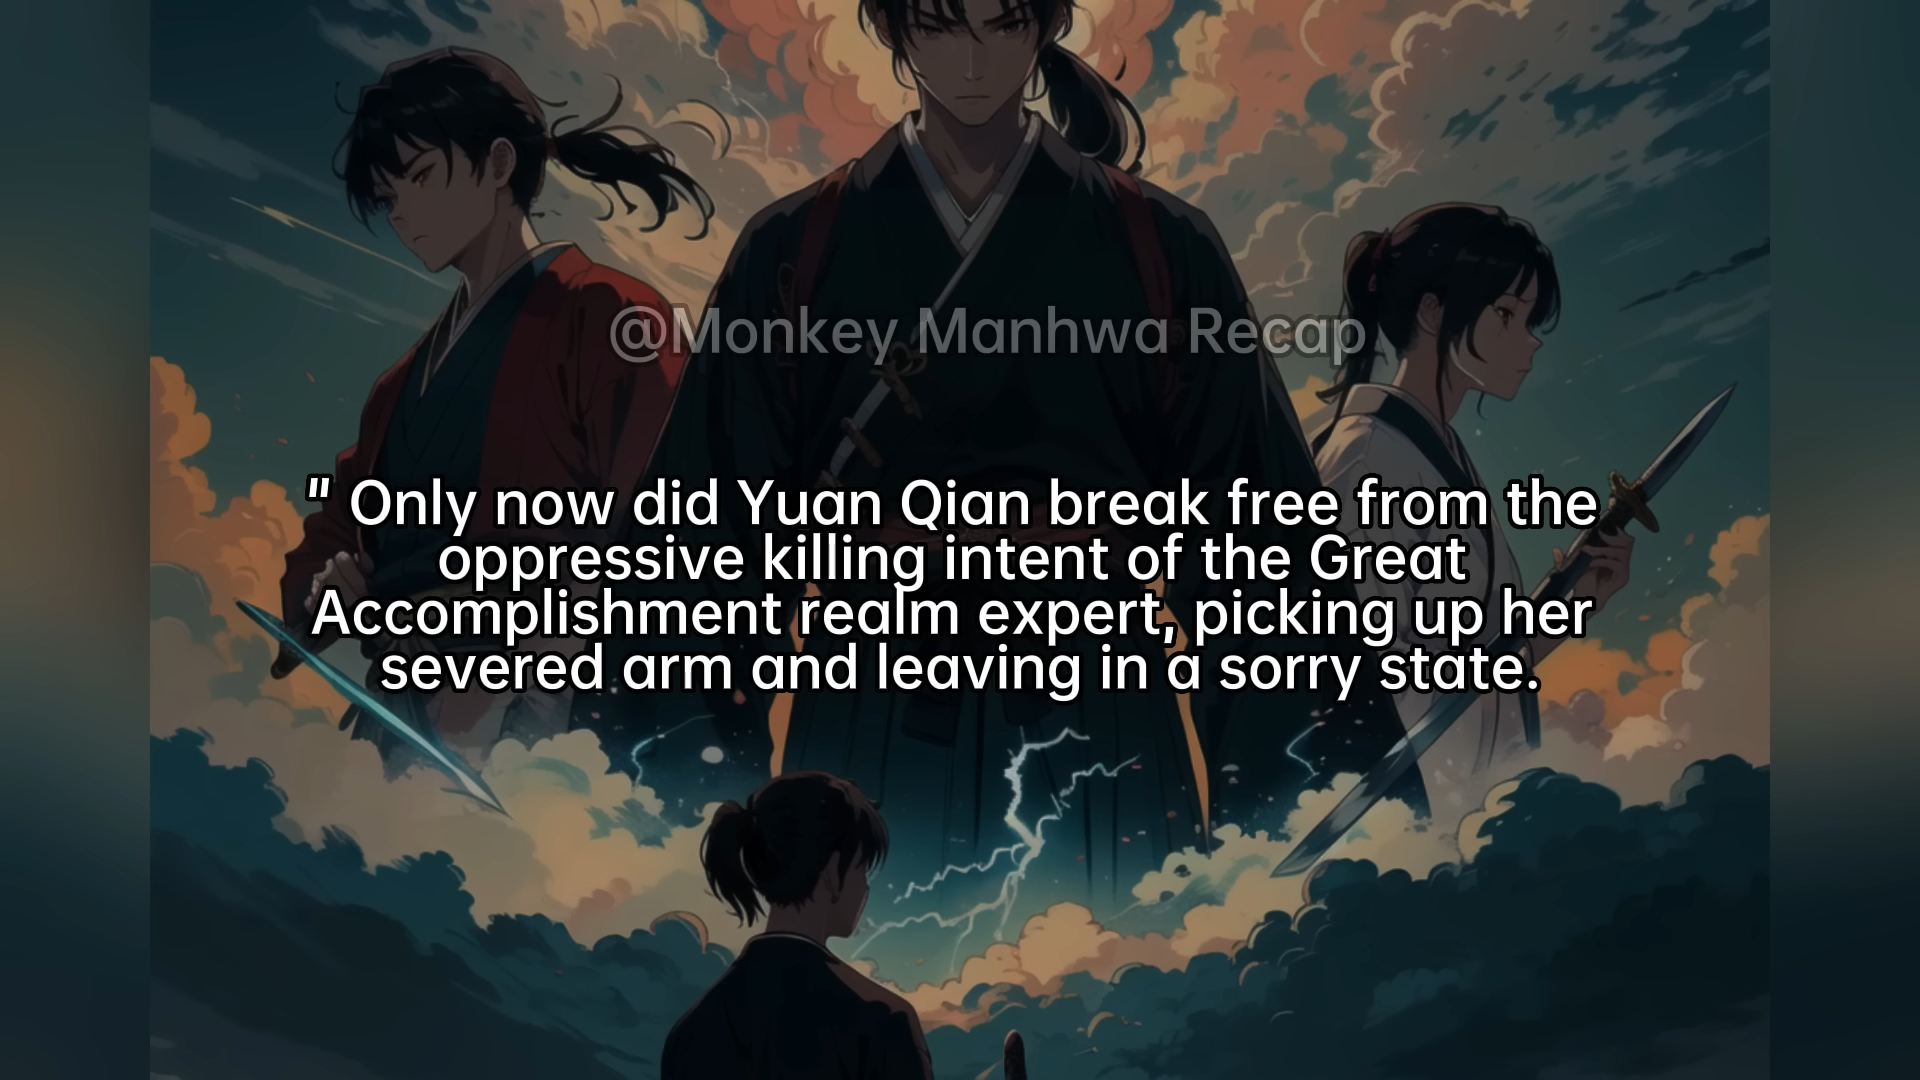 @Monkey Manhwa Recap
" Only now did Yuan Qian break free from the
oppressive killing intent of the Great
Accomplishment realm expert, picking up her
severed arm and leaving in a sorry state.